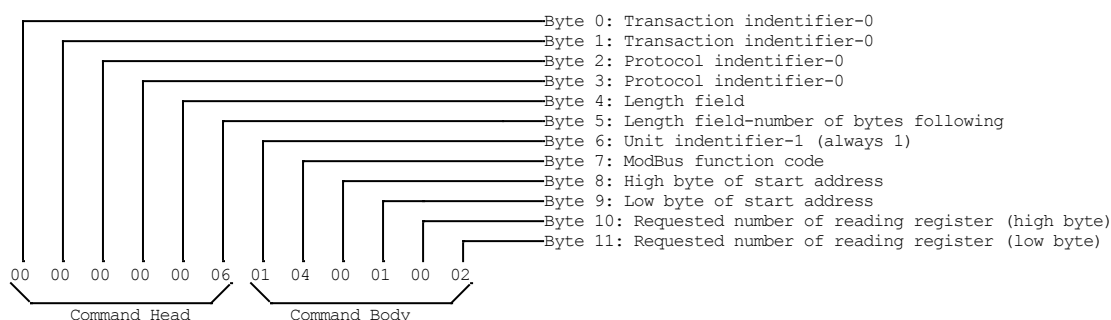 Byte 0: Transaction indentifier-0
Byte 1: Transaction indentifier-0
Byte 2: Protocol indentifier-0
Byte 3: Protocol indentifier-0
Byte 4: Length field
Byte 5: Length field-number of bytes following
Byte 6: Unit indentifier-1 (always 1)
Byte 7: ModBus function code
Byte 8: High byte of start address
Byte 9: Low byte of start address
Byte 10: Requested number of reading register (high byte)
Byte 11: Requested number of reading register (low byte)
00 00 00 00 00 06 01 04 00 01 00 02
Command Head Command Body